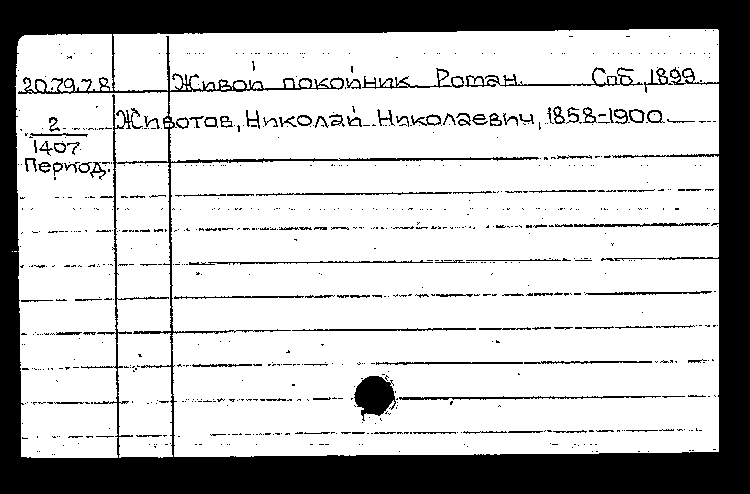 20.79.7.8 Живой покойник. Роман. Спб., 1899.
2 Животов, Николай Николаевич, 1858-1900
1407
Период.